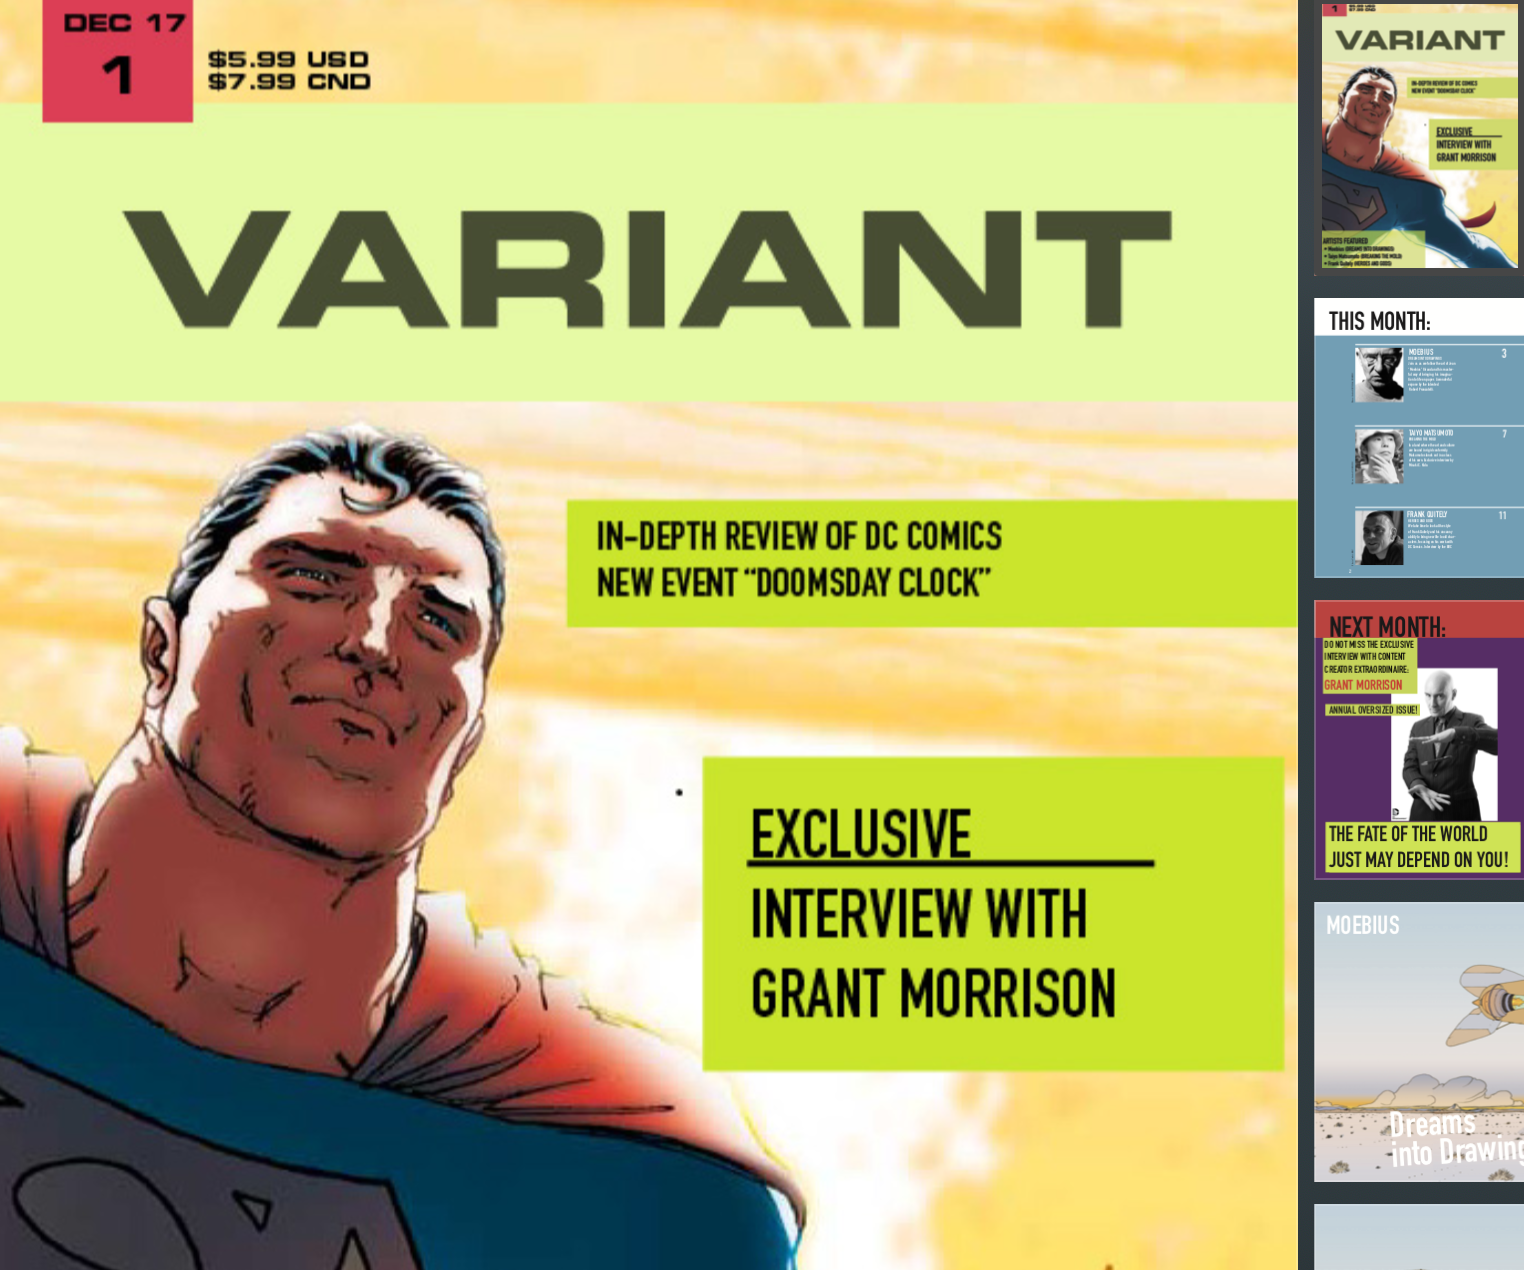 DEC 17
1
$5.99 USD
$7.99 CND
VARIANT
IN-DEPTH REVIEW OF DC COMICS
NEW EVENT “DOOMSDAY CLOCK”
EXCLUSIVE
INTERVIEW WITH
GRANT MORRISON
1
VARIANT
IN-DEPTH REVIEW OF DC COMICS
NEW EVENT “DOOMSDAY CLOCK”
EXCLUSIVE
INTERVIEW WITH
GRANT MORRISON
ARTISTS FEATURED
THIS MONTH:
MOEBIUS
3
TAIYO MATSUMOTO
7
FRANK QUITELY
11
NEXT MONTH:
DO NOT MISS THE EXCLUSIVE
INTERVIEW WITH CONTENT
CREATOR EXTRAORDINAIRE:
GRANT MORRISON
ANNUAL OVERSIZED ISSUE!
THE FATE OF THE WORLD
JUST MAY DEPEND ON YOU!
MOEBIUS
Dreams
into Drawing